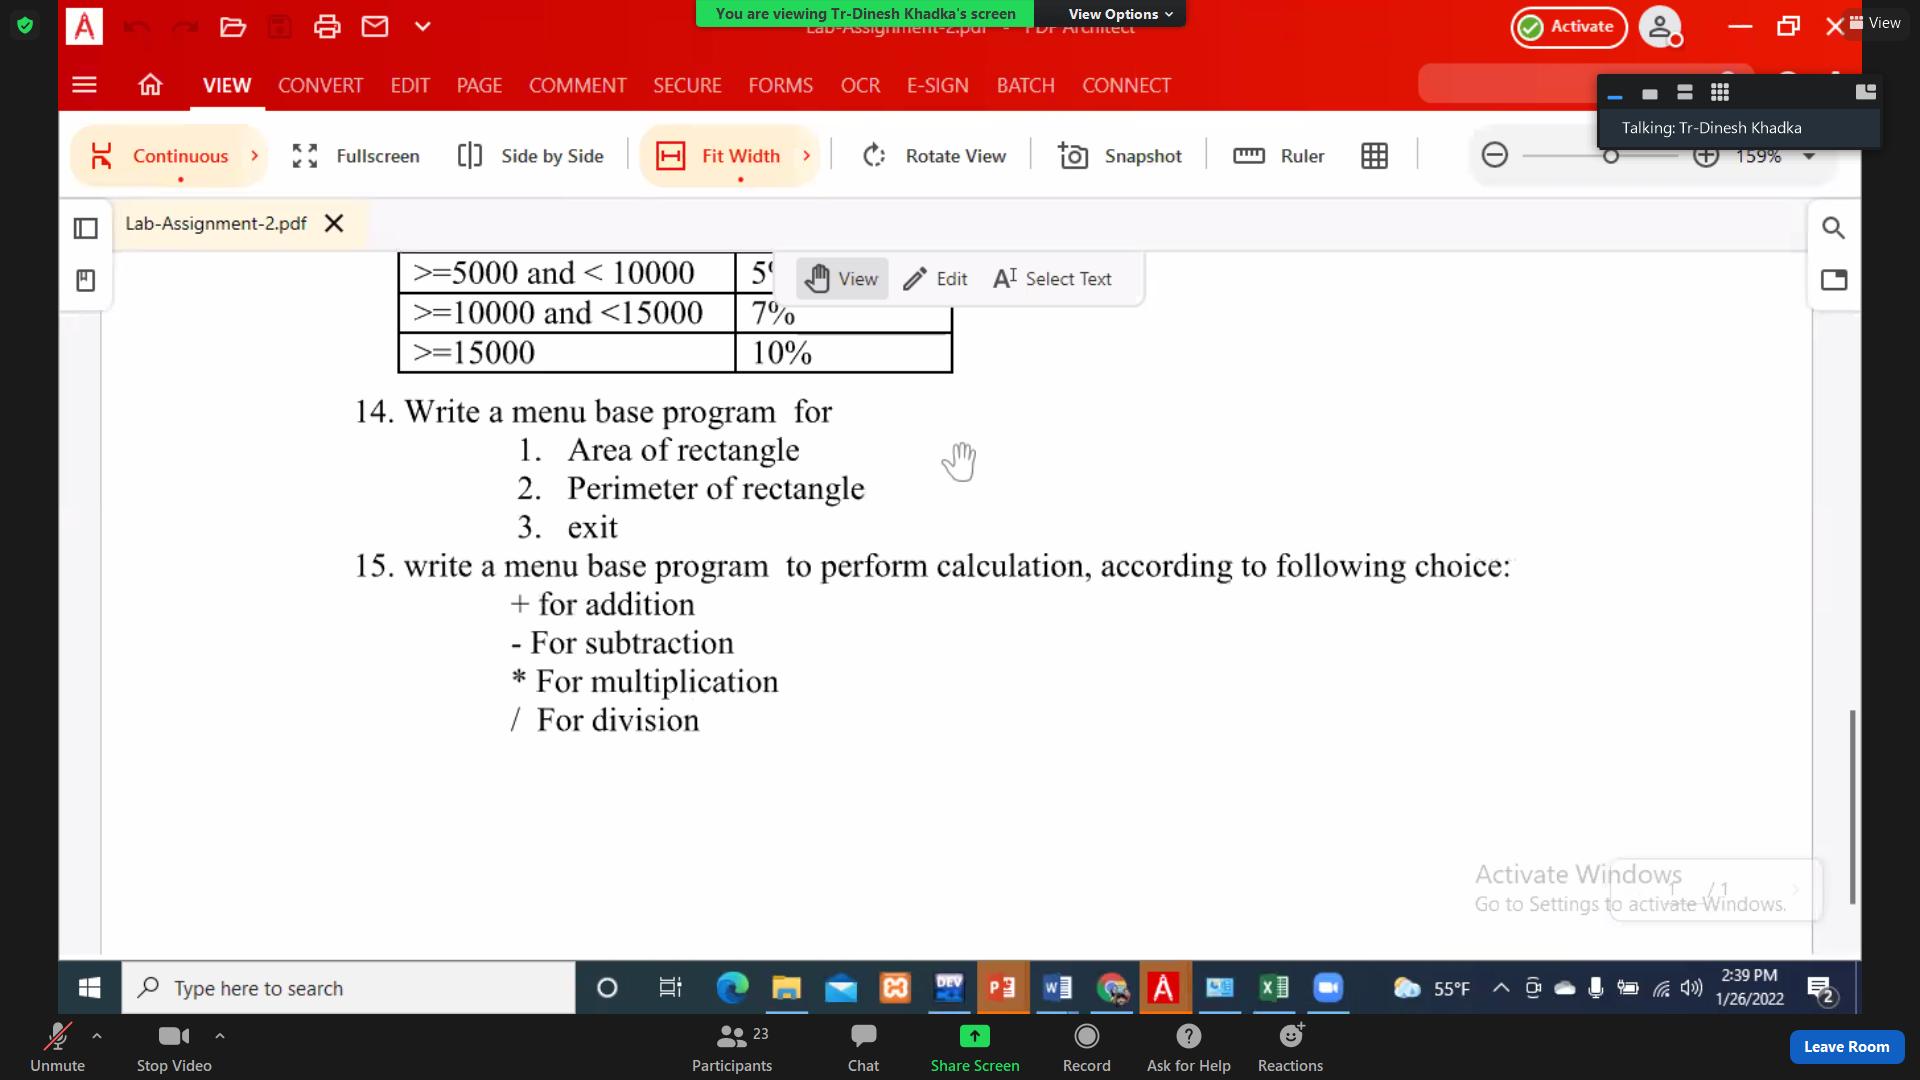 You are viewing Tr-Dinesh Khadka's screen
View Options
View
Lab-Assignment-2.pdf - PDF Architect
Activate
VIEW CONVERT EDIT PAGE COMMENT SECURE FORMS OCR E-SIGN BATCH CONNECT
Talking: Tr-Dinesh Khadka
Continuous Fullscreen Side by Side Fit Width Rotate View Snapshot Ruler 159%
Lab-Assignment-2.pdf
View Edit Select Text
>=5000 and < 10000 5%
>=10000 and <15000 7%
>=15000 10%
14. Write a menu base program for
1. Area of rectangle
2. Perimeter of rectangle
3. exit
15. write a menu base program to perform calculation, according to following choice:
+ for addition
- For subtraction
* For multiplication
/ For division
Activate Windows
1 / 1
Go to Settings to activate Windows.
Type here to search
DEV
55°F
2:39 PM
1/26/2022
2
Unmute
Stop Video
23
Participants
Chat
Share Screen
Record
Ask for Help
Reactions
Leave Room